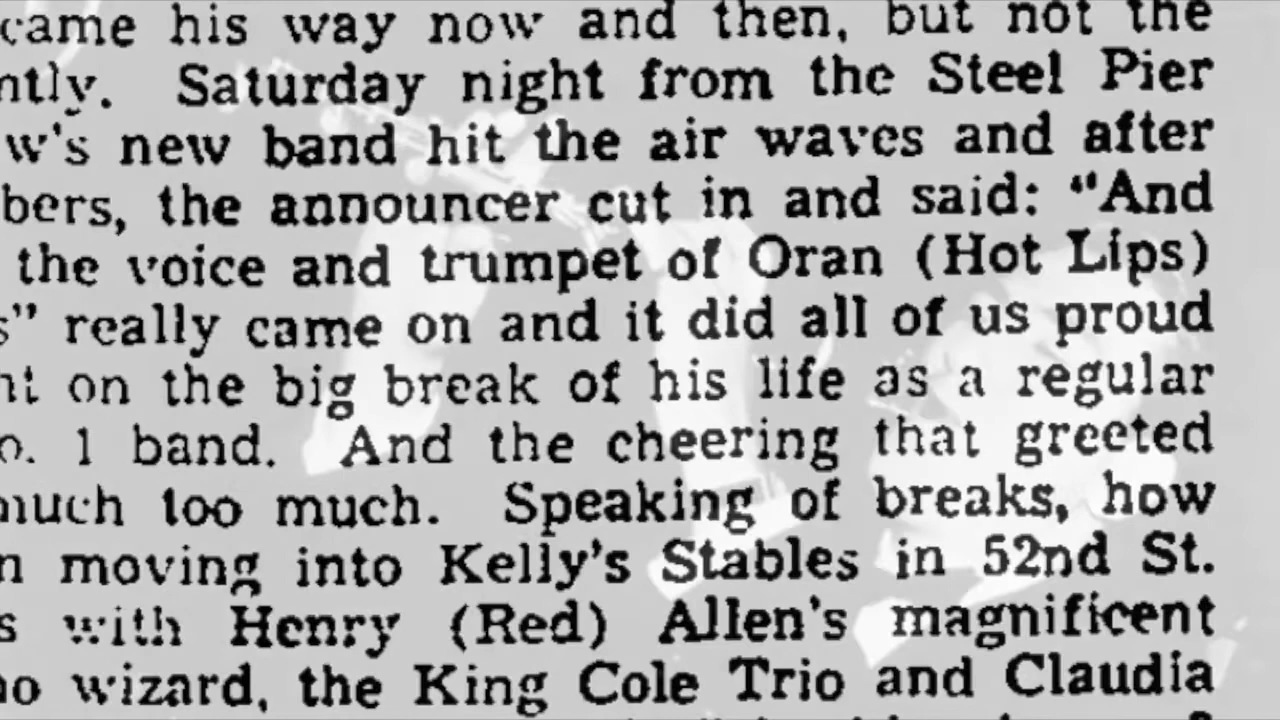 came his way now and then, but not the
ntly. Saturday night from the Steel Pier
w's new band hit the air waves and after
bers, the announcer cut in and said: "And
the voice and trumpet of Oran (Hot Lips)
s" really came on and it did all of us proud
nt on the big break of his life as a regular
o. 1 band. And the cheering that greeted
much too much. Speaking of breaks, how
n moving into Kelly's Stables in 52nd St.
s with Henry (Red) Allen's magnificent
no wizard, the King Cole Trio and Claudia